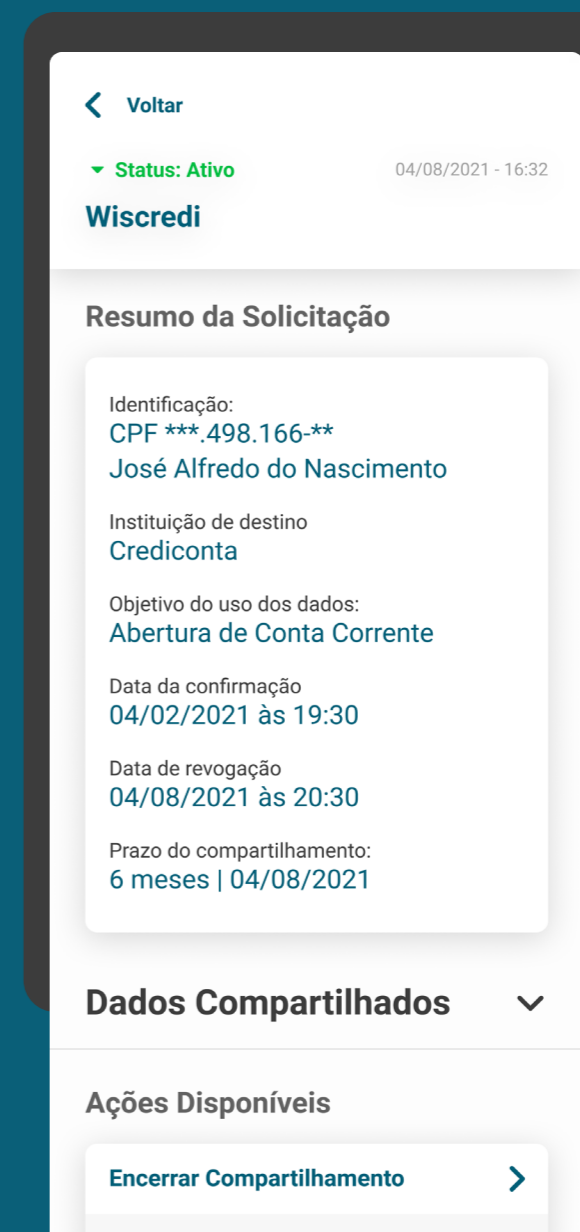 Voltar
Status: Ativo
04/08/2021 - 16:32
Wiscredi
Resumo da Solicitação
Identificação:
CPF ***.498.166-**
José Alfredo do Nascimento
Instituição de destino
Crediconta
Objetivo do uso dos dados:
Abertura de Conta Corrente
Data da confirmação
04/02/2021 às 19:30
Data de revogação
04/08/2021 às 20:30
Prazo do compartilhamento:
6 meses | 04/08/2021
Dados Compartilhados
Ações Disponíveis
Encerrar Compartilhamento